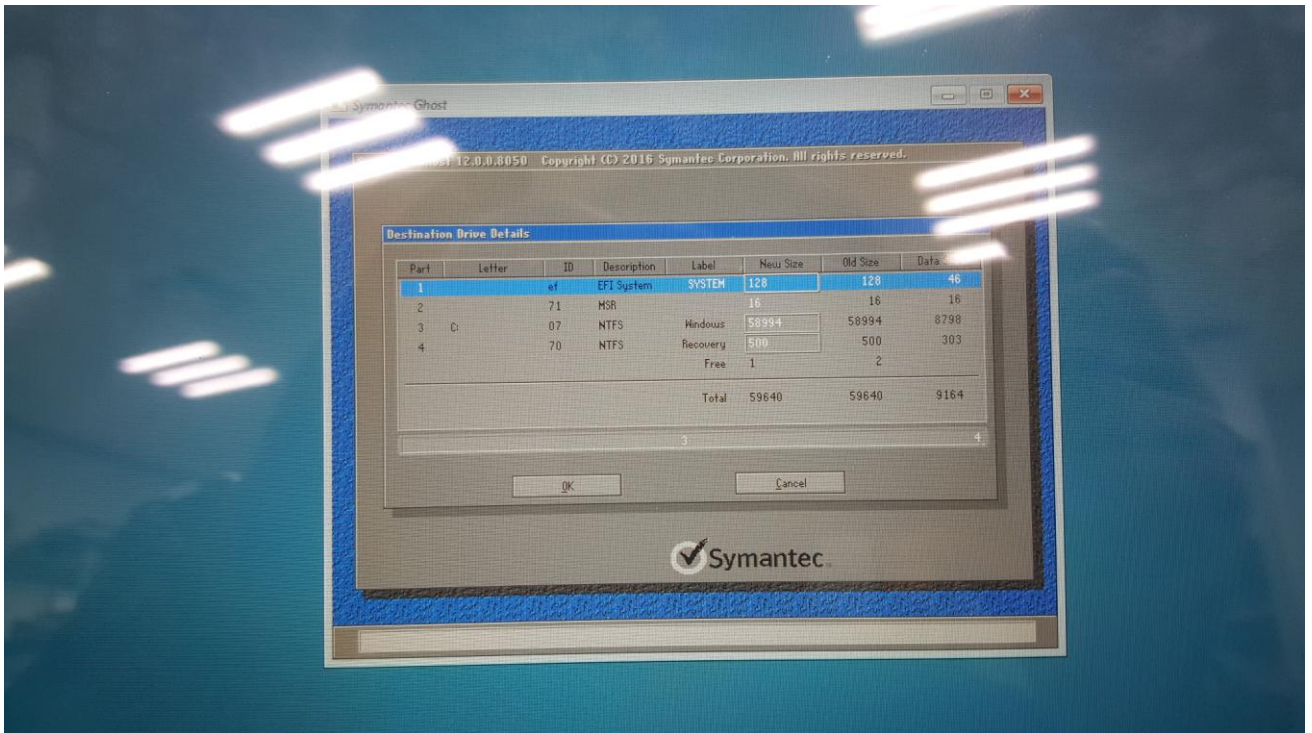 Symantec Ghost
12.0.0.8050 Copyright (C) 2016 Symantec Corporation. All rights reserved.
Destination Drive Details
Part Letter ID Description Label New Size Old Size Data
1 ef EFI System SYSTEM 128 128 46
2 71 MSR 16 16 16
3 C: 07 NTFS Windows 58994 58994 8798
4 70 NTFS Recovery 500 500 303
Free 1 2
Total 59640 59640 9164
3 4
OK Cancel
Symantec